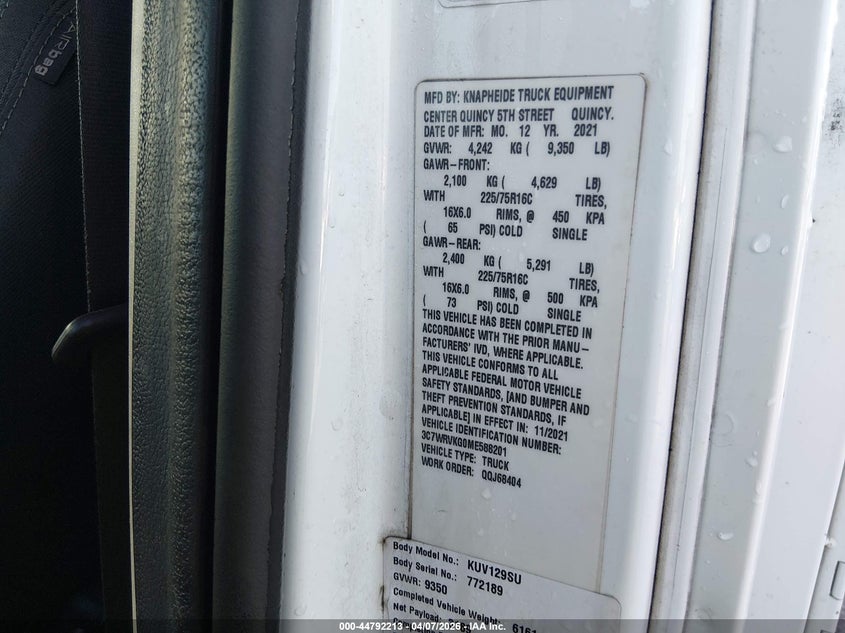 AIRbag
MFD BY: KNAPHEIDE TRUCK EQUIPMENT
CENTER QUINCY 5TH STREET QUINCY.
DATE OF MFR: MO. 12 YR. 2021
GVWR: 4,242 KG ( 9,350 LB)
GAWR-FRONT:
2,100 KG ( 4,629 LB)
WITH 225/75R16C TIRES,
16X6.0 RIMS, @ 450 KPA
( 65 PSI) COLD SINGLE
GAWR-REAR:
2,400 KG ( 5,291 LB)
WITH 225/75R16C TIRES,
16X6.0 RIMS, @ 500 KPA
( 73 PSI) COLD SINGLE
THIS VEHICLE HAS BEEN COMPLETED IN
ACCORDANCE WITH THE PRIOR MANU-
FACTURERS' IVD, WHERE APPLICABLE.
THIS VEHICLE CONFORMS TO ALL
APPLICABLE FEDERAL MOTOR VEHICLE
SAFETY STANDARDS, [AND BUMPER AND
THEFT PREVENTION STANDARDS, IF
APPLICABLE] IN EFFECT IN: 11/2021
VEHICLE IDENTIFICATION NUMBER:
3C7WRVKG0ME588201
VEHICLE TYPE: TRUCK
WORK ORDER: QQJ68404
Body Model No.: KUV129SU
Body Serial No.: 772189
GVWR: 9350
Completed Vehicle Weight: 6161
Net Payload:
000-44792213 - 04/07/2026 - IAA Inc.